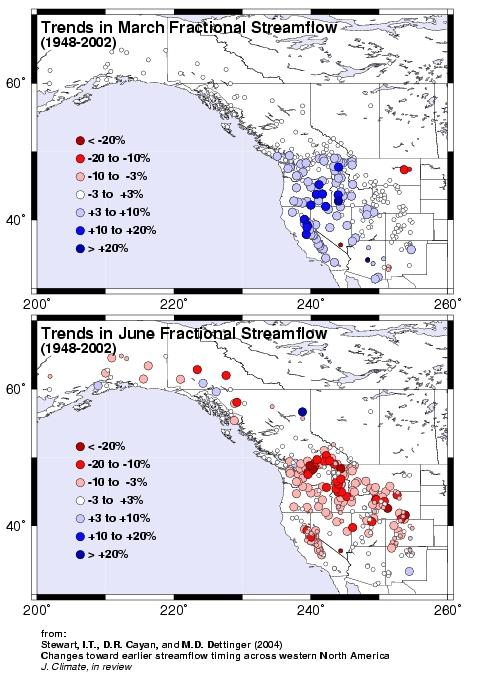 Trends in March Fractional Streamflow
(1948-2002)
60°
< -20%
-20 to -10%
-10 to -3%
-3 to +3%
+3 to +10%
+10 to +20%
> +20%
40°
200° 220° 240° 260°
Trends in June Fractional Streamflow
(1948-2002)
60°
< -20%
-20 to -10%
-10 to -3%
-3 to +3%
+3 to +10%
+10 to +20%
> +20%
40°
200° 220° 240° 260°
from:
Stewart, I.T., D.R. Cayan, and M.D. Dettinger (2004)
Changes toward earlier streamflow timing across western North America
J. Climate, in review